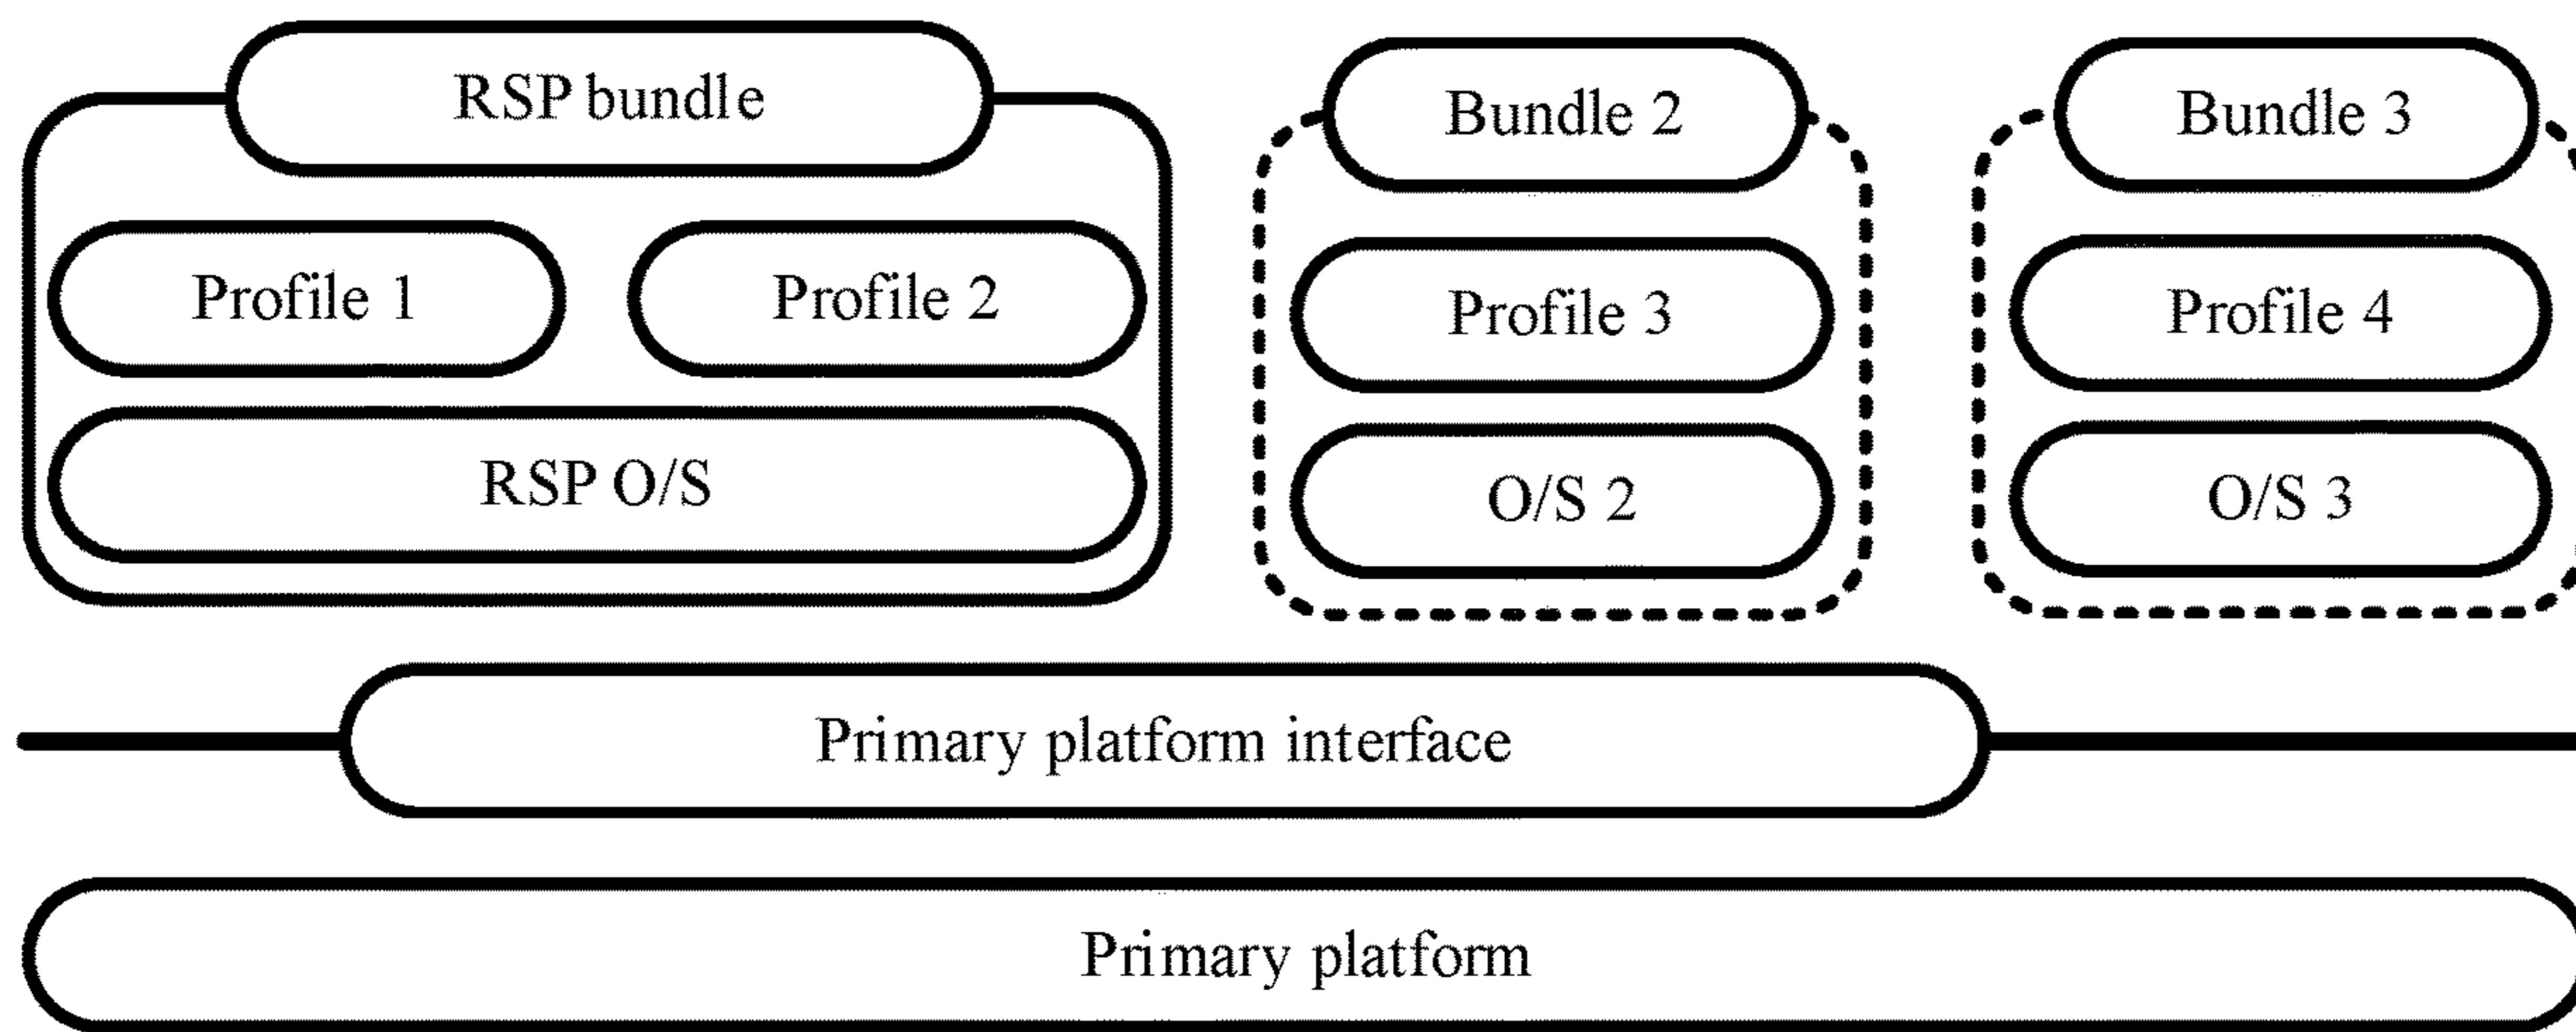 RSP bundle
Bundle 2
Bundle 3
Profile 1
Profile 2
Profile 3
Profile 4
RSP O/S
O/S 2
O/S 3
Primary platform interface
Primary platform